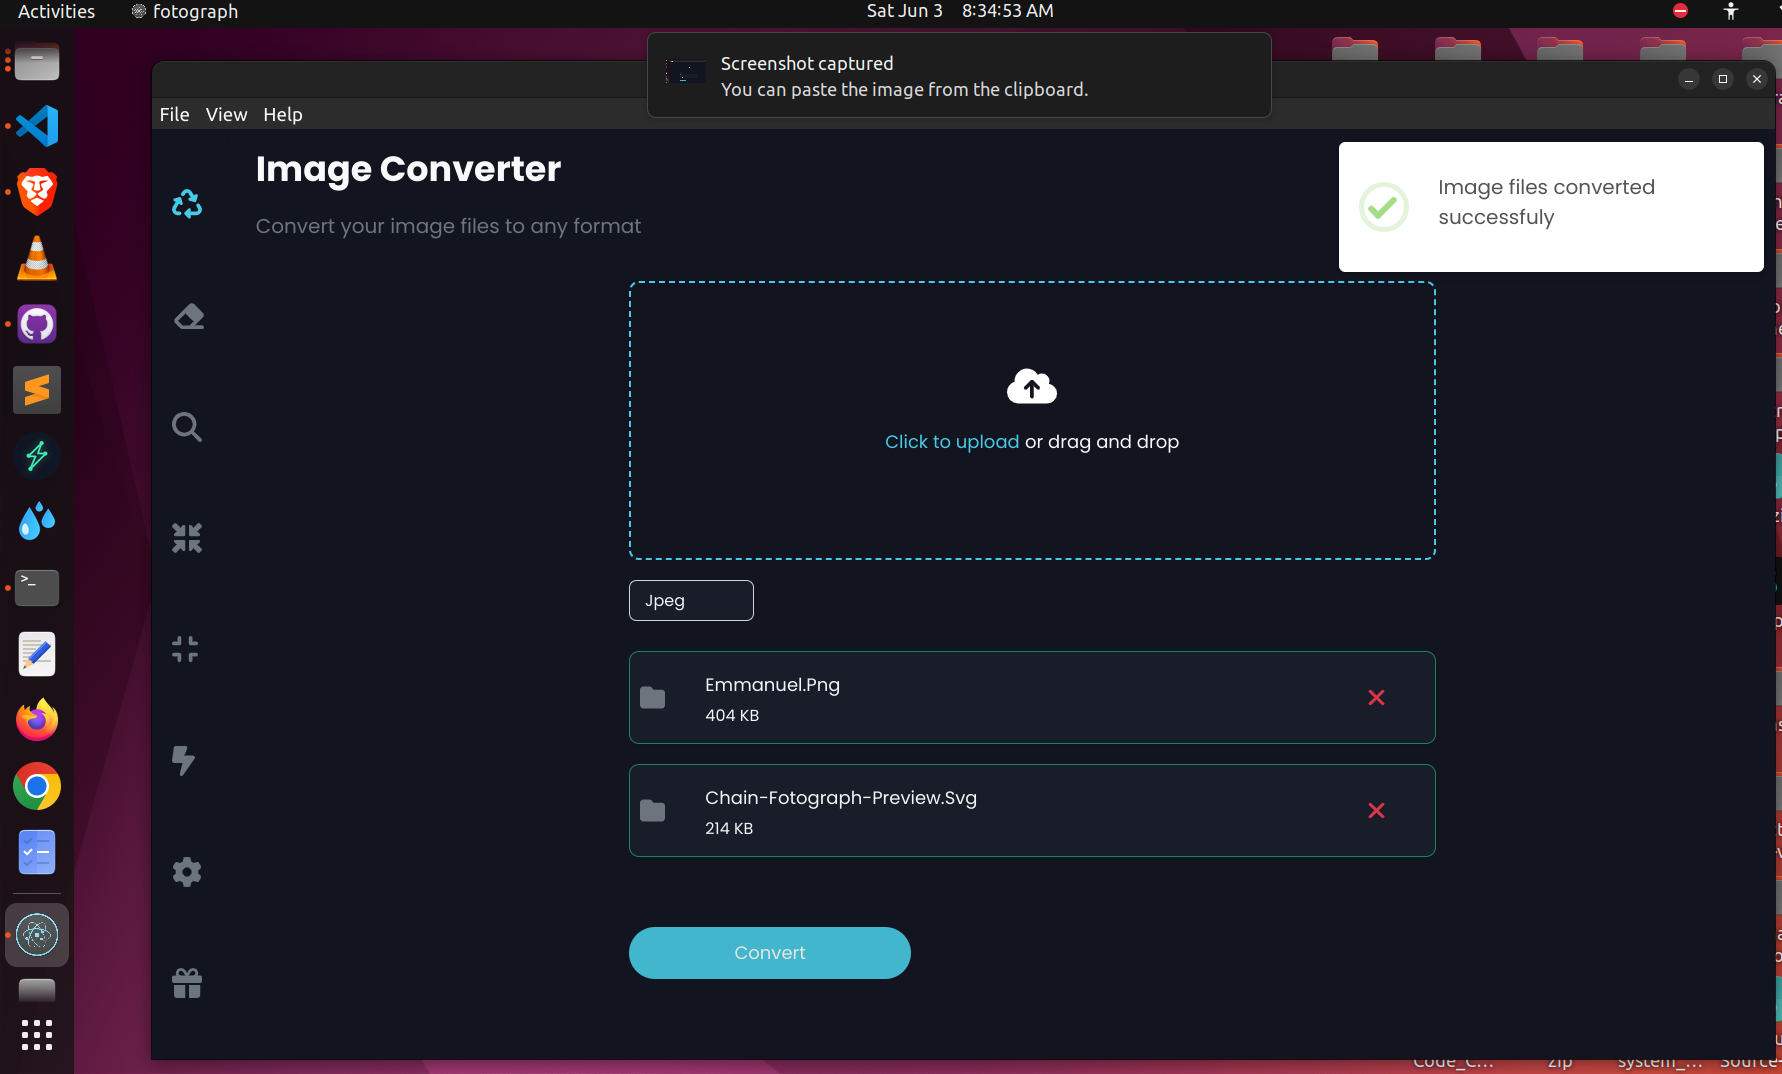 Activities
fotograph
Sat Jun 3 8:34:53 AM
Screenshot captured
You can paste the image from the clipboard.
File View Help
Image Converter
Convert your image files to any format
Image files converted
successfuly
Click to upload or drag and drop
Jpeg
Emmanuel.Png
404 KB
Chain-Fotograph-Preview.Svg
214 KB
Convert
Code_C... zip system_... Source-